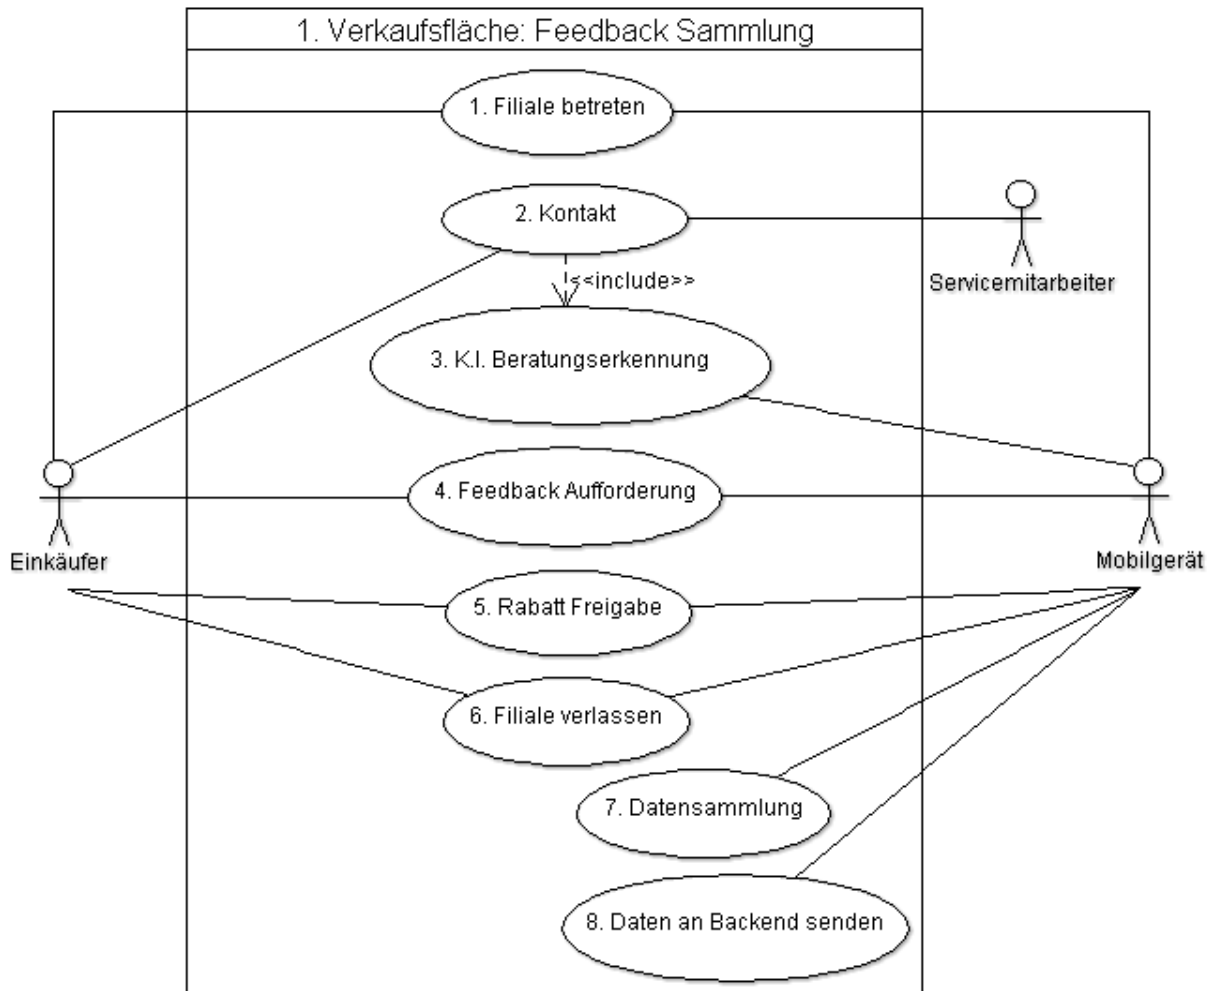 1. Verkaufsfläche: Feedback Sammlung
1. Filiale betreten
2. Kontakt
<<include>>
Servicemitarbeiter
3. K.I. Beratungserkennung
4. Feedback Aufforderung
Einkäufer
Mobilgerät
5. Rabatt Freigabe
6. Filiale verlassen
7. Datensammlung
8. Daten an Backend senden